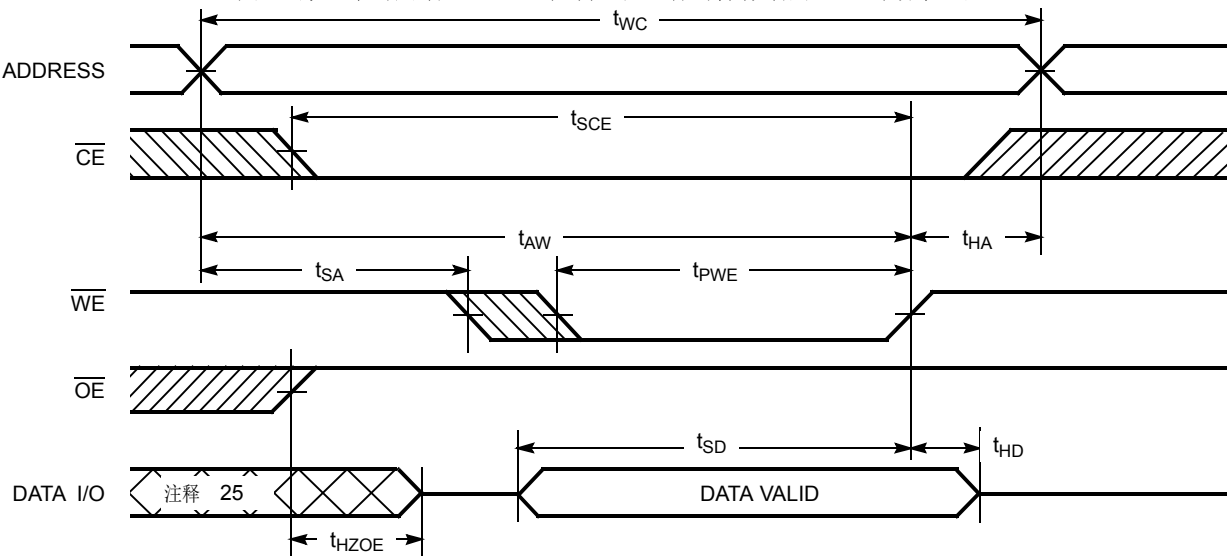 tWC
ADDRESS
tSCE
CE
tAW
tHA
tSA
tPWE
WE
OE
tSD
tHD
DATA I/O
注释 25
DATA VALID
tHZOE